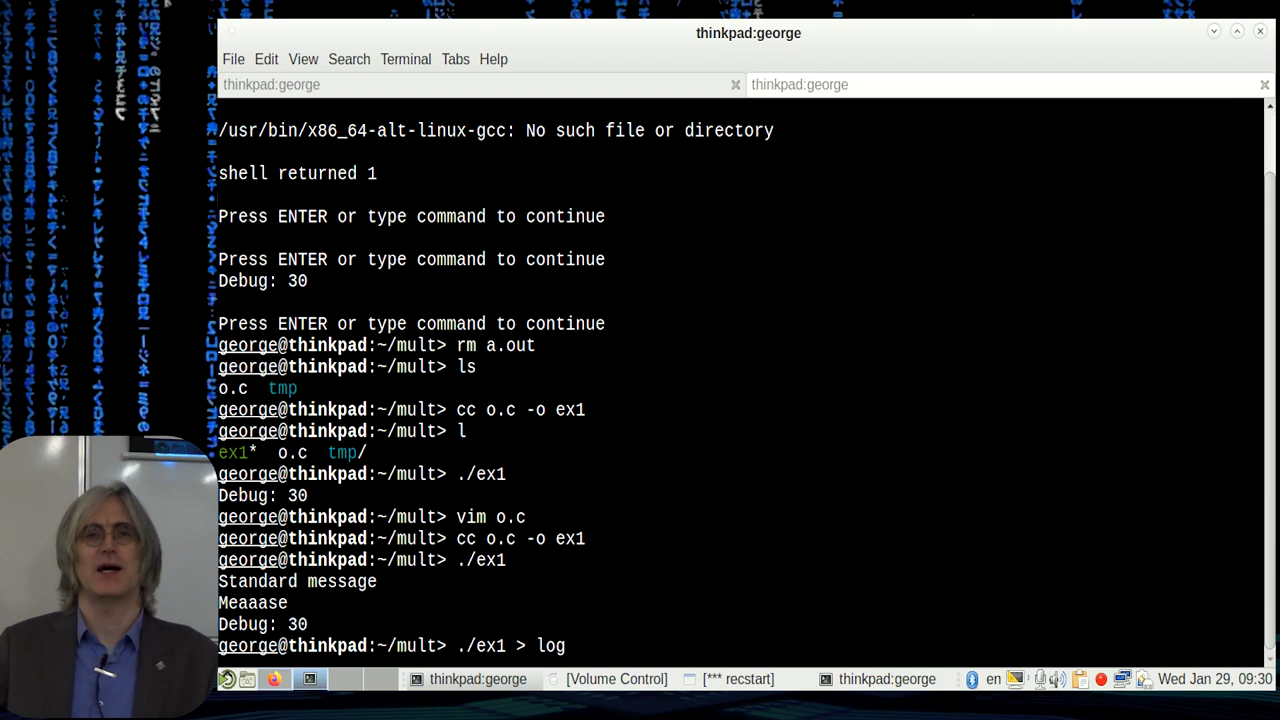 thinkpad:george
File Edit View Search Terminal Tabs Help
thinkpad:george thinkpad:george
/usr/bin/x86_64-alt-linux-gcc: No such file or directory
shell returned 1
Press ENTER or type command to continue
Press ENTER or type command to continue
Debug: 30
Press ENTER or type command to continue
george@thinkpad:~/mult> rm a.out
george@thinkpad:~/mult> ls
o.c tmp
george@thinkpad:~/mult> cc o.c -o ex1
george@thinkpad:~/mult> l
ex1* o.c tmp/
george@thinkpad:~/mult> ./ex1
Debug: 30
george@thinkpad:~/mult> vim o.c
george@thinkpad:~/mult> cc o.c -o ex1
george@thinkpad:~/mult> ./ex1
Standard message
Meaaase
Debug: 30
george@thinkpad:~/mult> ./ex1 > log
thinkpad:george [Volume Control] [*** recstart] thinkpad:george en Wed Jan 29, 09:30